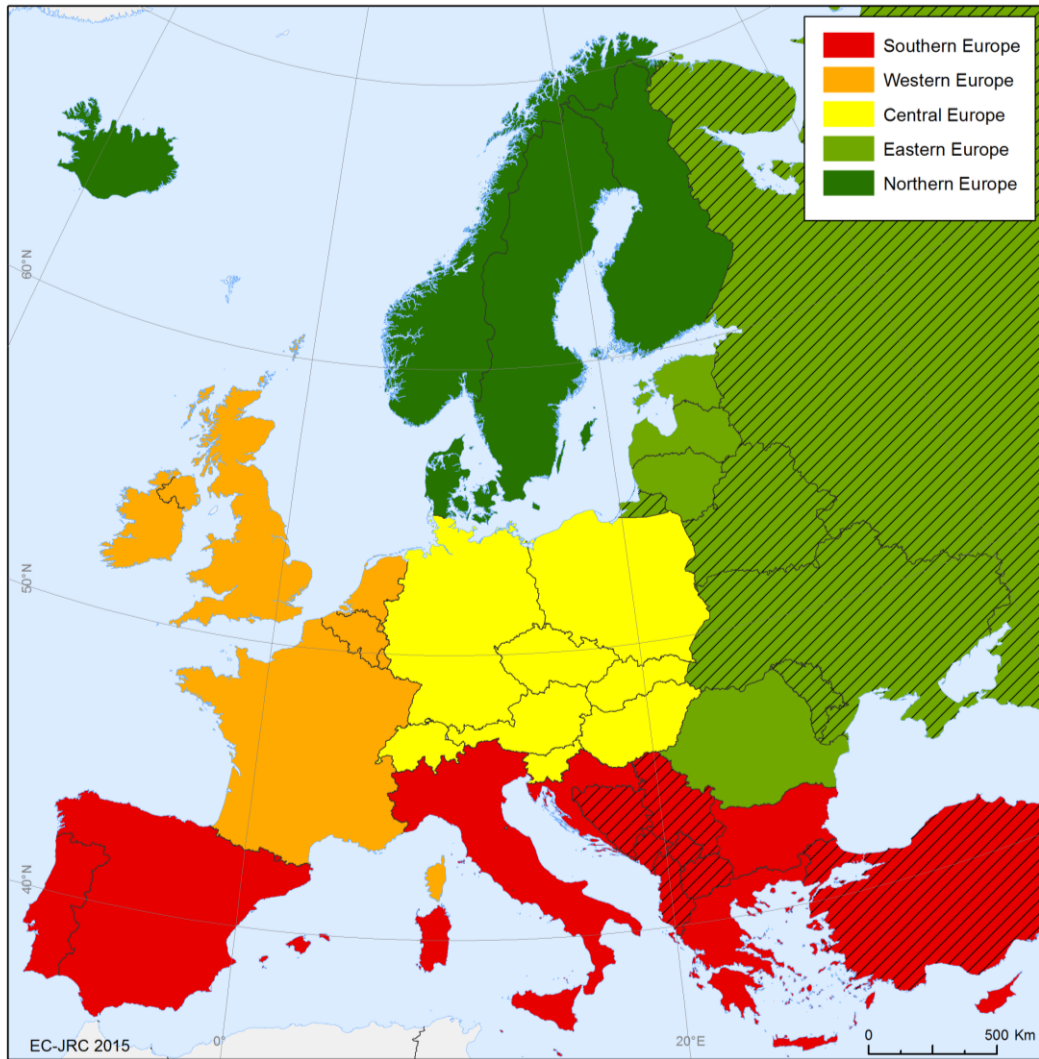 Southern Europe
Western Europe
Central Europe
Eastern Europe
Northern Europe
60°N
50°N
40°N
EC-JRC 2015
0°
20°E
0 500 Km